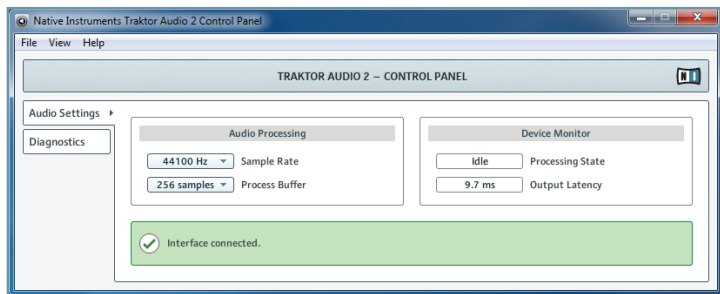 Native Instruments Traktor Audio 2 Control Panel
File View Help
TRAKTOR AUDIO 2 – CONTROL PANEL
NI
Audio Settings
Diagnostics
Audio Processing
44100 Hz Sample Rate
256 samples Process Buffer
Device Monitor
Idle Processing State
9.7 ms Output Latency
Interface connected.